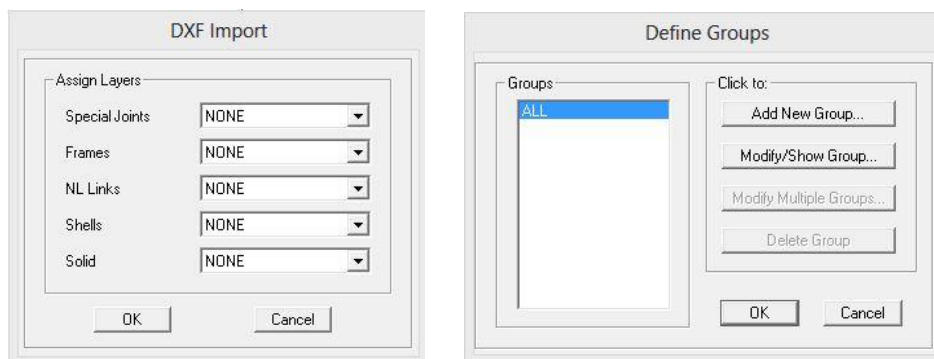 DXF Import
Assign Layers
Special Joints NONE
Frames NONE
NL Links NONE
Shells NONE
Solid NONE
OK Cancel
Define Groups
Groups
ALL
Click to:
Add New Group...
Modify/Show Group...
Modify Multiple Groups...
Delete Group
OK Cancel